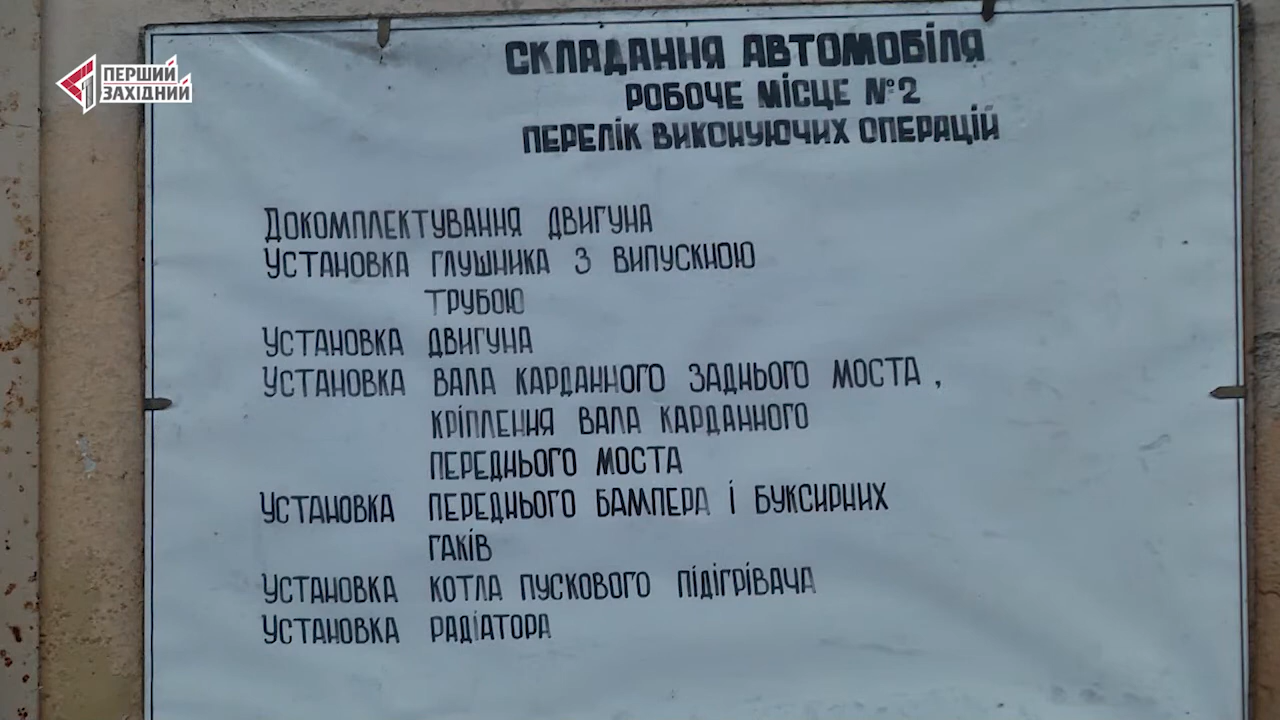 ПЕРШИЙ
ЗАХІДНИЙ
СКЛАДАННЯ АВТОМОБІЛЯ
РОБОЧЕ МІСЦЕ №2
ПЕРЕЛІК ВИКОНУЮЧИХ ОПЕРАЦІЙ
ДОКОМПЛЕКТУВАННЯ ДВИГУНА
УСТАНОВКА ГЛУШНИКА З ВИПУСКНОЮ
ТРУБОЮ
УСТАНОВКА ДВИГУНА
УСТАНОВКА ВАЛА КАРДАННОГО ЗАДНЬОГО МОСТА,
КРІПЛЕННЯ ВАЛА КАРДАННОГО
ПЕРЕДНЬОГО МОСТА
УСТАНОВКА ПЕРЕДНЬОГО БАМПЕРА І БУКСИРНИХ
ГАКІВ
УСТАНОВКА КОТЛА ПУСКОВОГО ПІДІГРІВАЧА
УСТАНОВКА РАДІАТОРА